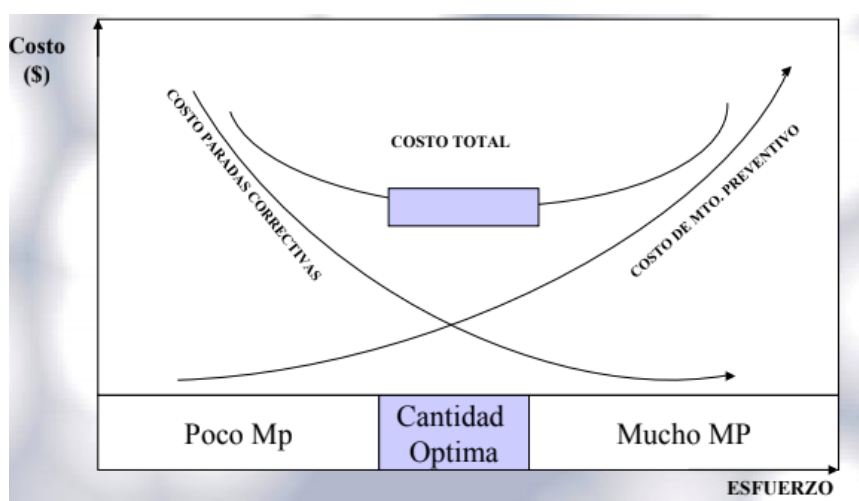 Costo
($)
COSTO PARADAS CORRECTIVAS
COSTO TOTAL
COSTO DE MTO. PREVENTIVO
Poco Mp
Cantidad
Optima
Mucho MP
ESFUERZO